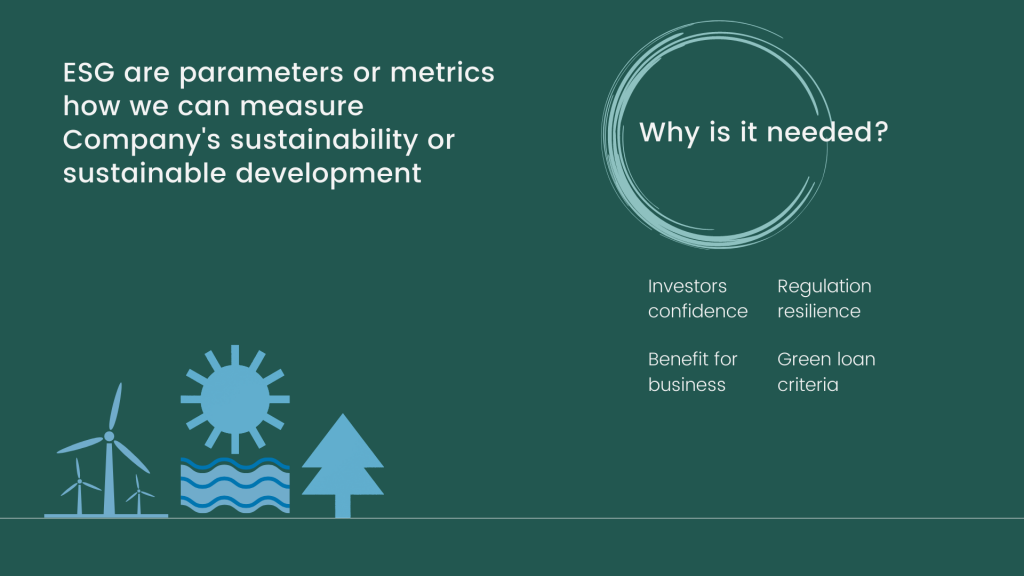 ESG are parameters or metrics
how we can measure
Company's sustainability or
sustainable development
Why is it needed?
Investors
confidence
Regulation
resilience
Benefit for
business
Green loan
criteria